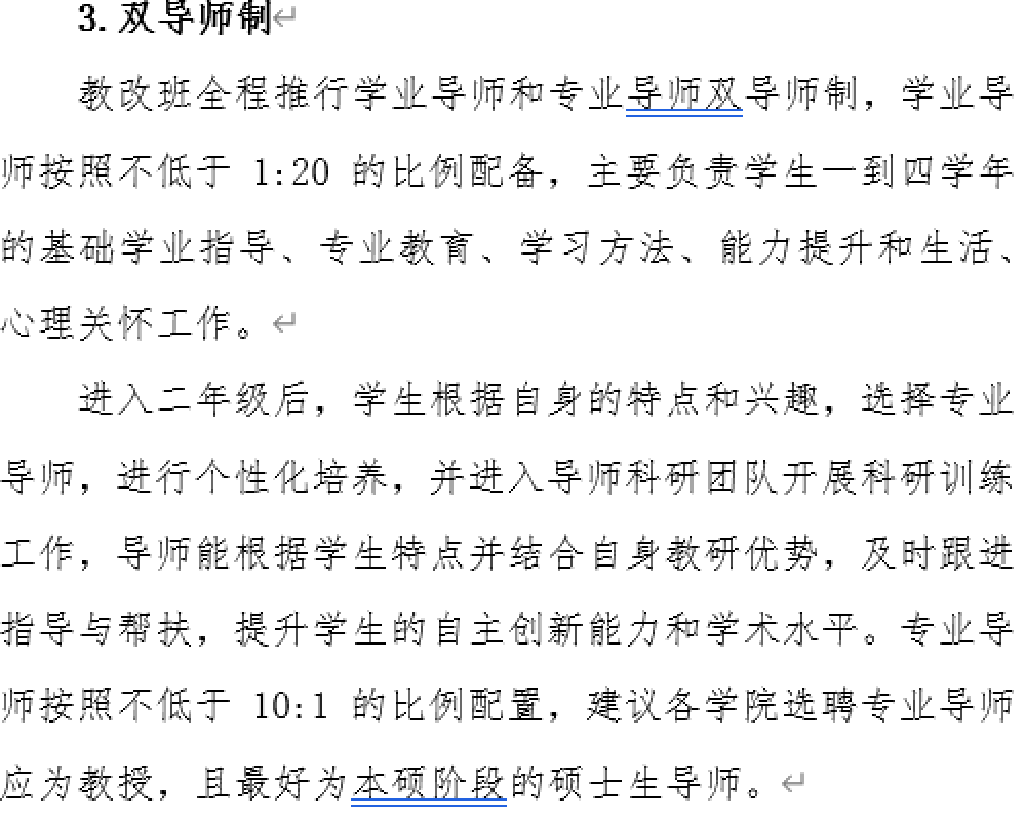 3.双导师制
教改班全程推行学业导师和专业导师双导师制，学业导
师按照不低于 1:20 的比例配备，主要负责学生一到四学年
的基础学业指导、专业教育、学习方法、能力提升和生活、
心理关怀工作。
进入二年级后，学生根据自身的特点和兴趣，选择专业
导师，进行个性化培养，并进入导师科研团队开展科研训练
工作，导师能根据学生特点并结合自身教研优势，及时跟进
指导与帮扶，提升学生的自主创新能力和学术水平。专业导
师按照不低于 10:1 的比例配置，建议各学院选聘专业导师
应为教授，且最好为本硕阶段的硕士生导师。